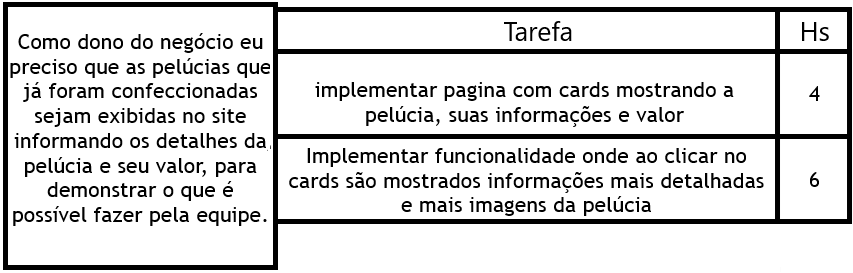 Como dono do negócio eu
preciso que as pelúcias que
já foram confeccionadas
sejam exibidas no site
informando os detalhes da,
pelúcia e seu valor, para
demonstrar o que é
possível fazer pela equipe.
Tarefa Hs
implementar pagina com cards mostrando a
pelúcia, suas informações e valor
4
Implementar funcionalidade onde ao clicar no
cards são mostrados informações mais detalhadas
e mais imagens da pelúcia
6